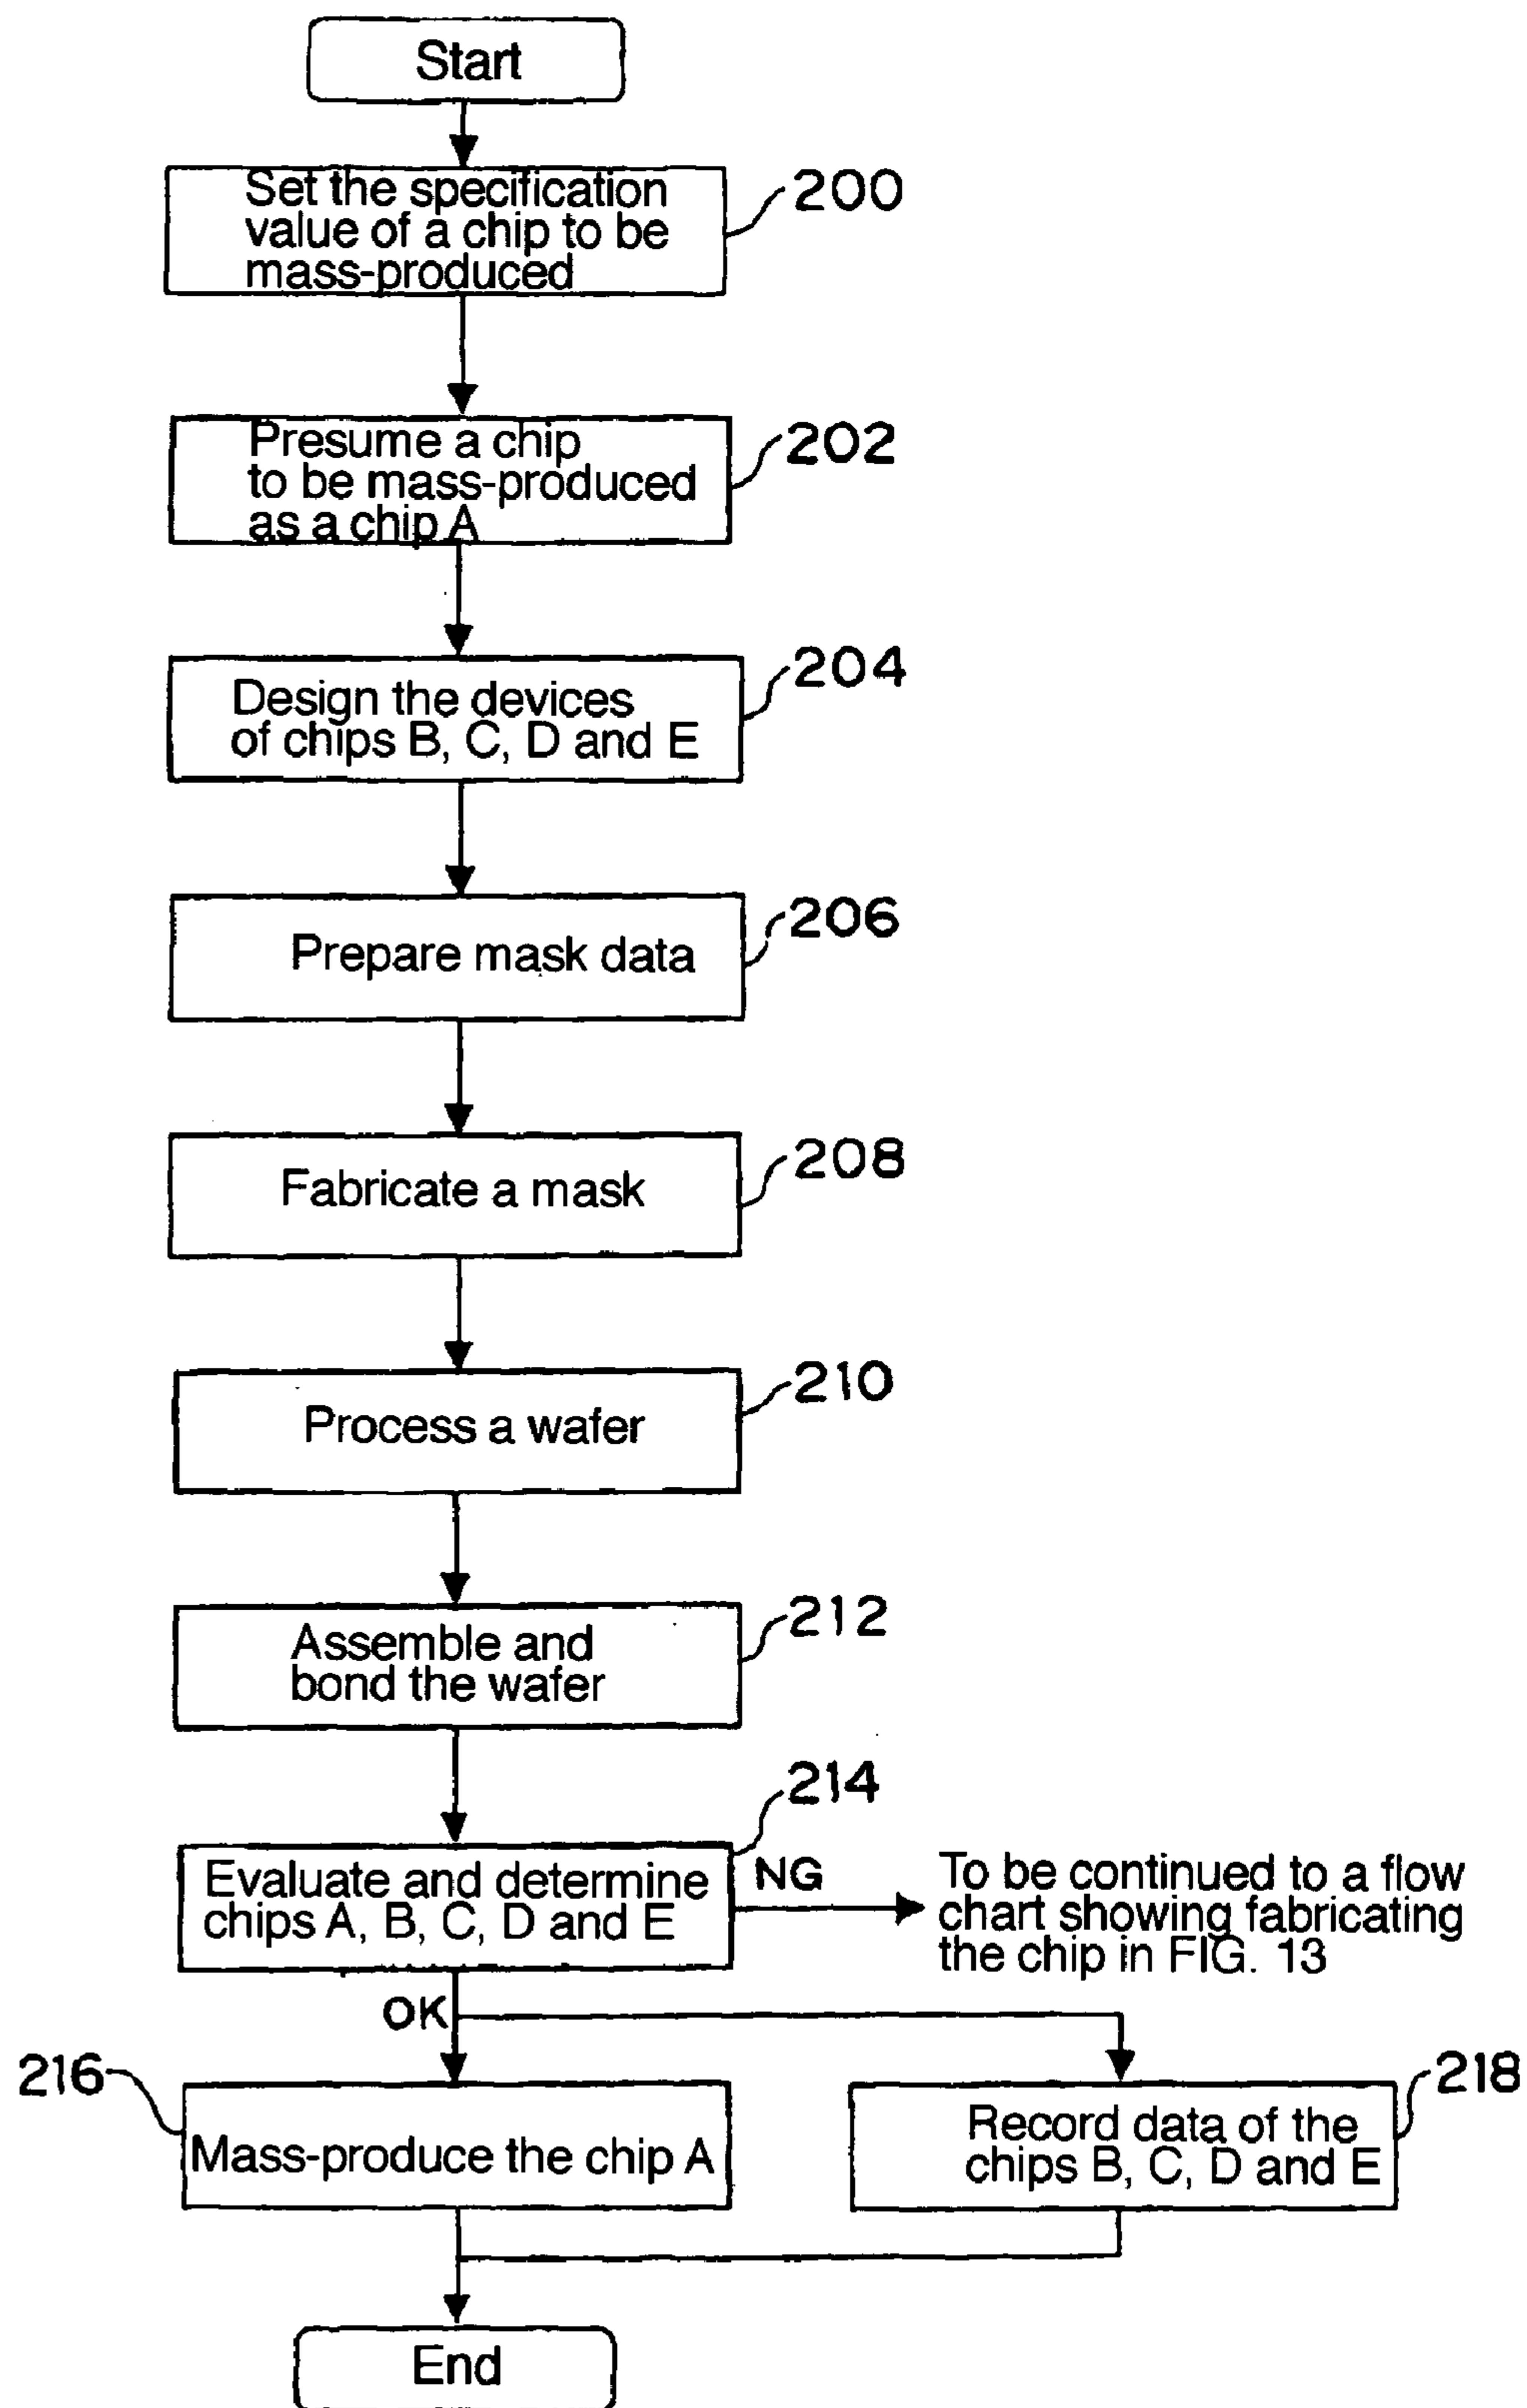 Start
Set the specification
value of a chip to be
mass-produced
200
Presume a chip
to be mass-produced
as a chip A
202
Design the devices
of chips B, C, D and E
204
Prepare mask data
206
Fabricate a mask
208
Process a wafer
210
Assemble and
bond the wafer
212
214
Evaluate and determine
chips A, B, C, D and E
NG
To be continued to a flow
chart showing fabricating
the chip in FIG. 13
OK
216
Mass-produce the chip A
218
Record data of the
chips B, C, D and E
End